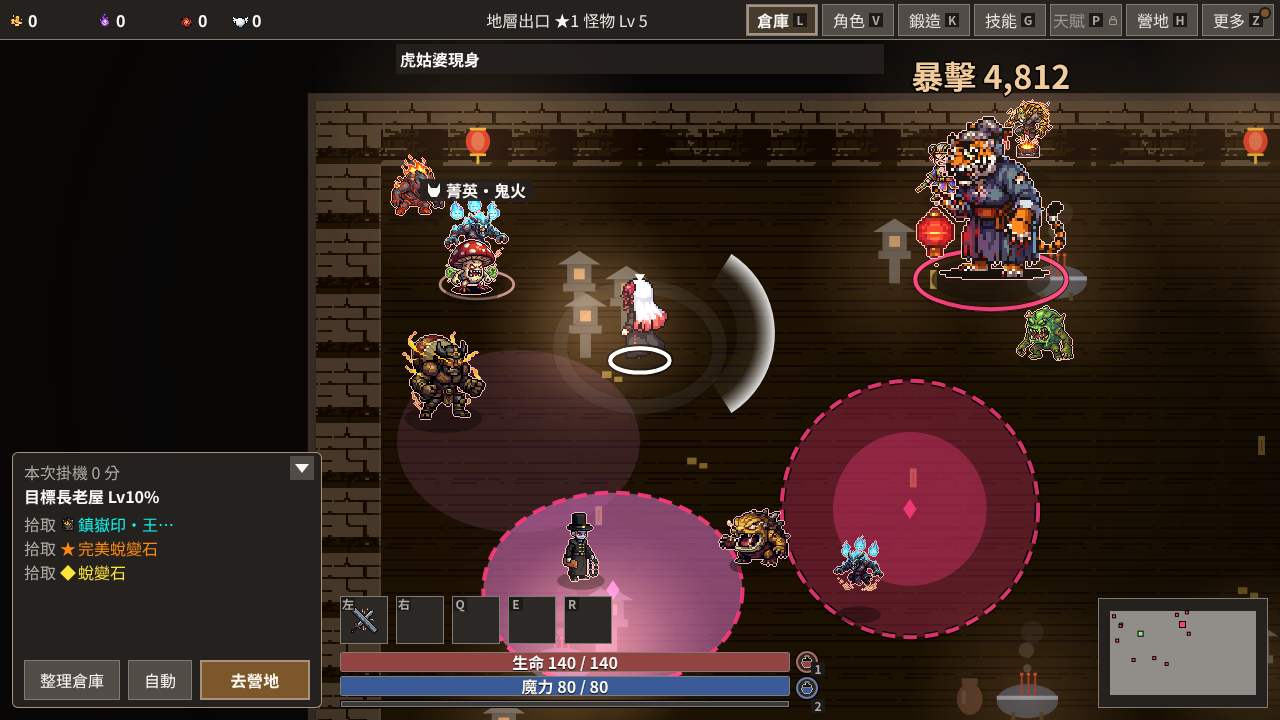 0
0
0
0
地層出口 ★1 怪物 Lv 5
倉庫 L
角色 V
鍛造 K
技能 G
天賦 P
營地 H
更多 Z
虎姑婆現身
暴擊 4,812
菁英・鬼火
本次掛機 0 分
目標長老屋 Lv10%
拾取 鎮嶽印・王…
拾取 ★ 完美蛻變石
拾取 ◆ 蛻變石
整理倉庫
自動
去營地
左
右
Q
E
R
生命 140 / 140
1
魔力 80 / 80
2